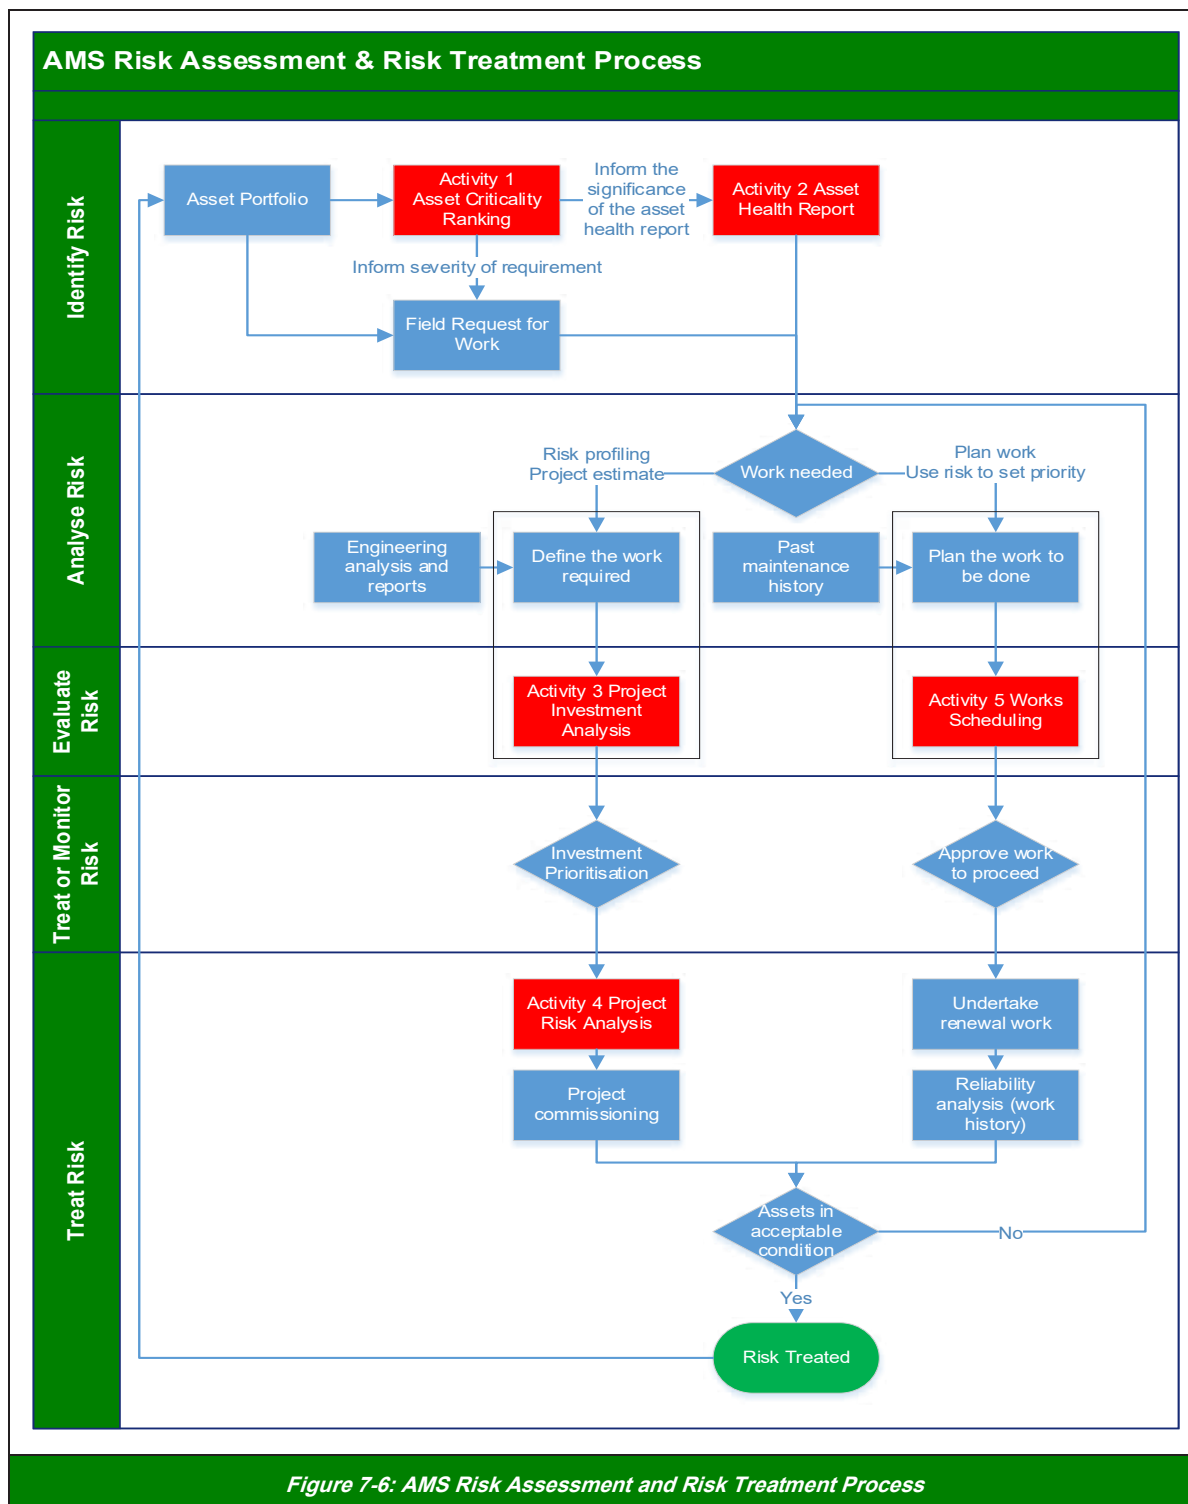 AMS Risk Assessment & Risk Treatment Process
Identify Risk
Asset Portfolio
Activity 1
Asset Criticality
Ranking
Inform the
significance
of the asset
health report
Activity 2 Asset
Health Report
Inform severity of requirement
Field Request for
Work
Analyse Risk
Risk profiling
Project estimate
Work needed
Plan work
Use risk to set priority
Engineering
analysis and
reports
Define the work
required
Past
maintenance
history
Plan the work to
be done
Evaluate
Risk
Activity 3 Project
Investment
Analysis
Activity 5 Works
Scheduling
Treat or Monitor
Risk
Investment
Prioritisation
Approve work
to proceed
Treat Risk
Activity 4 Project
Risk Analysis
Undertake
renewal work
Project
commissioning
Reliability
analysis (work
history)
Assets in
acceptable
condition
No
Yes
Risk Treated
Figure 7-6: AMS Risk Assessment and Risk Treatment Process